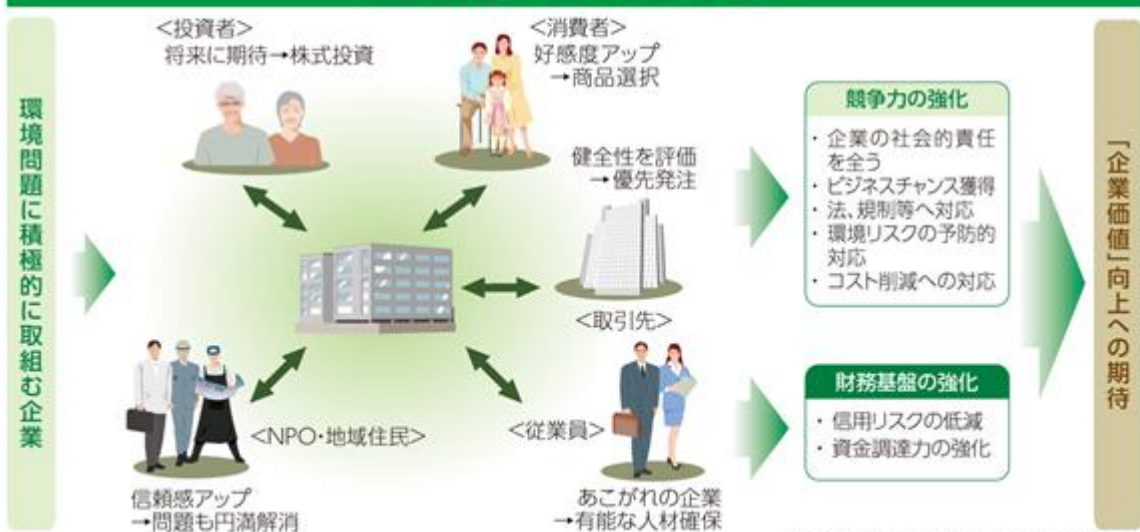 環境問題に積極的に取組む企業
<投資者>
将来に期待→株式投資
<消費者>
好感度アップ
→商品選択
健全性を評価
→優先発注
<取引先>
<NPO・地域住民>
信頼感アップ
→問題も円満解消
<従業員>
あこがれの企業
→有能な人材確保
競争力の強化
・企業の社会的責任
を全う
・ビジネスチャンス獲得
・法、規制等へ対応
・環境リスクの予防的
対応
・コスト削減への対応
財務基盤の強化
・信用リスクの低減
・資金調達力の強化
「企業価値」向上への期待